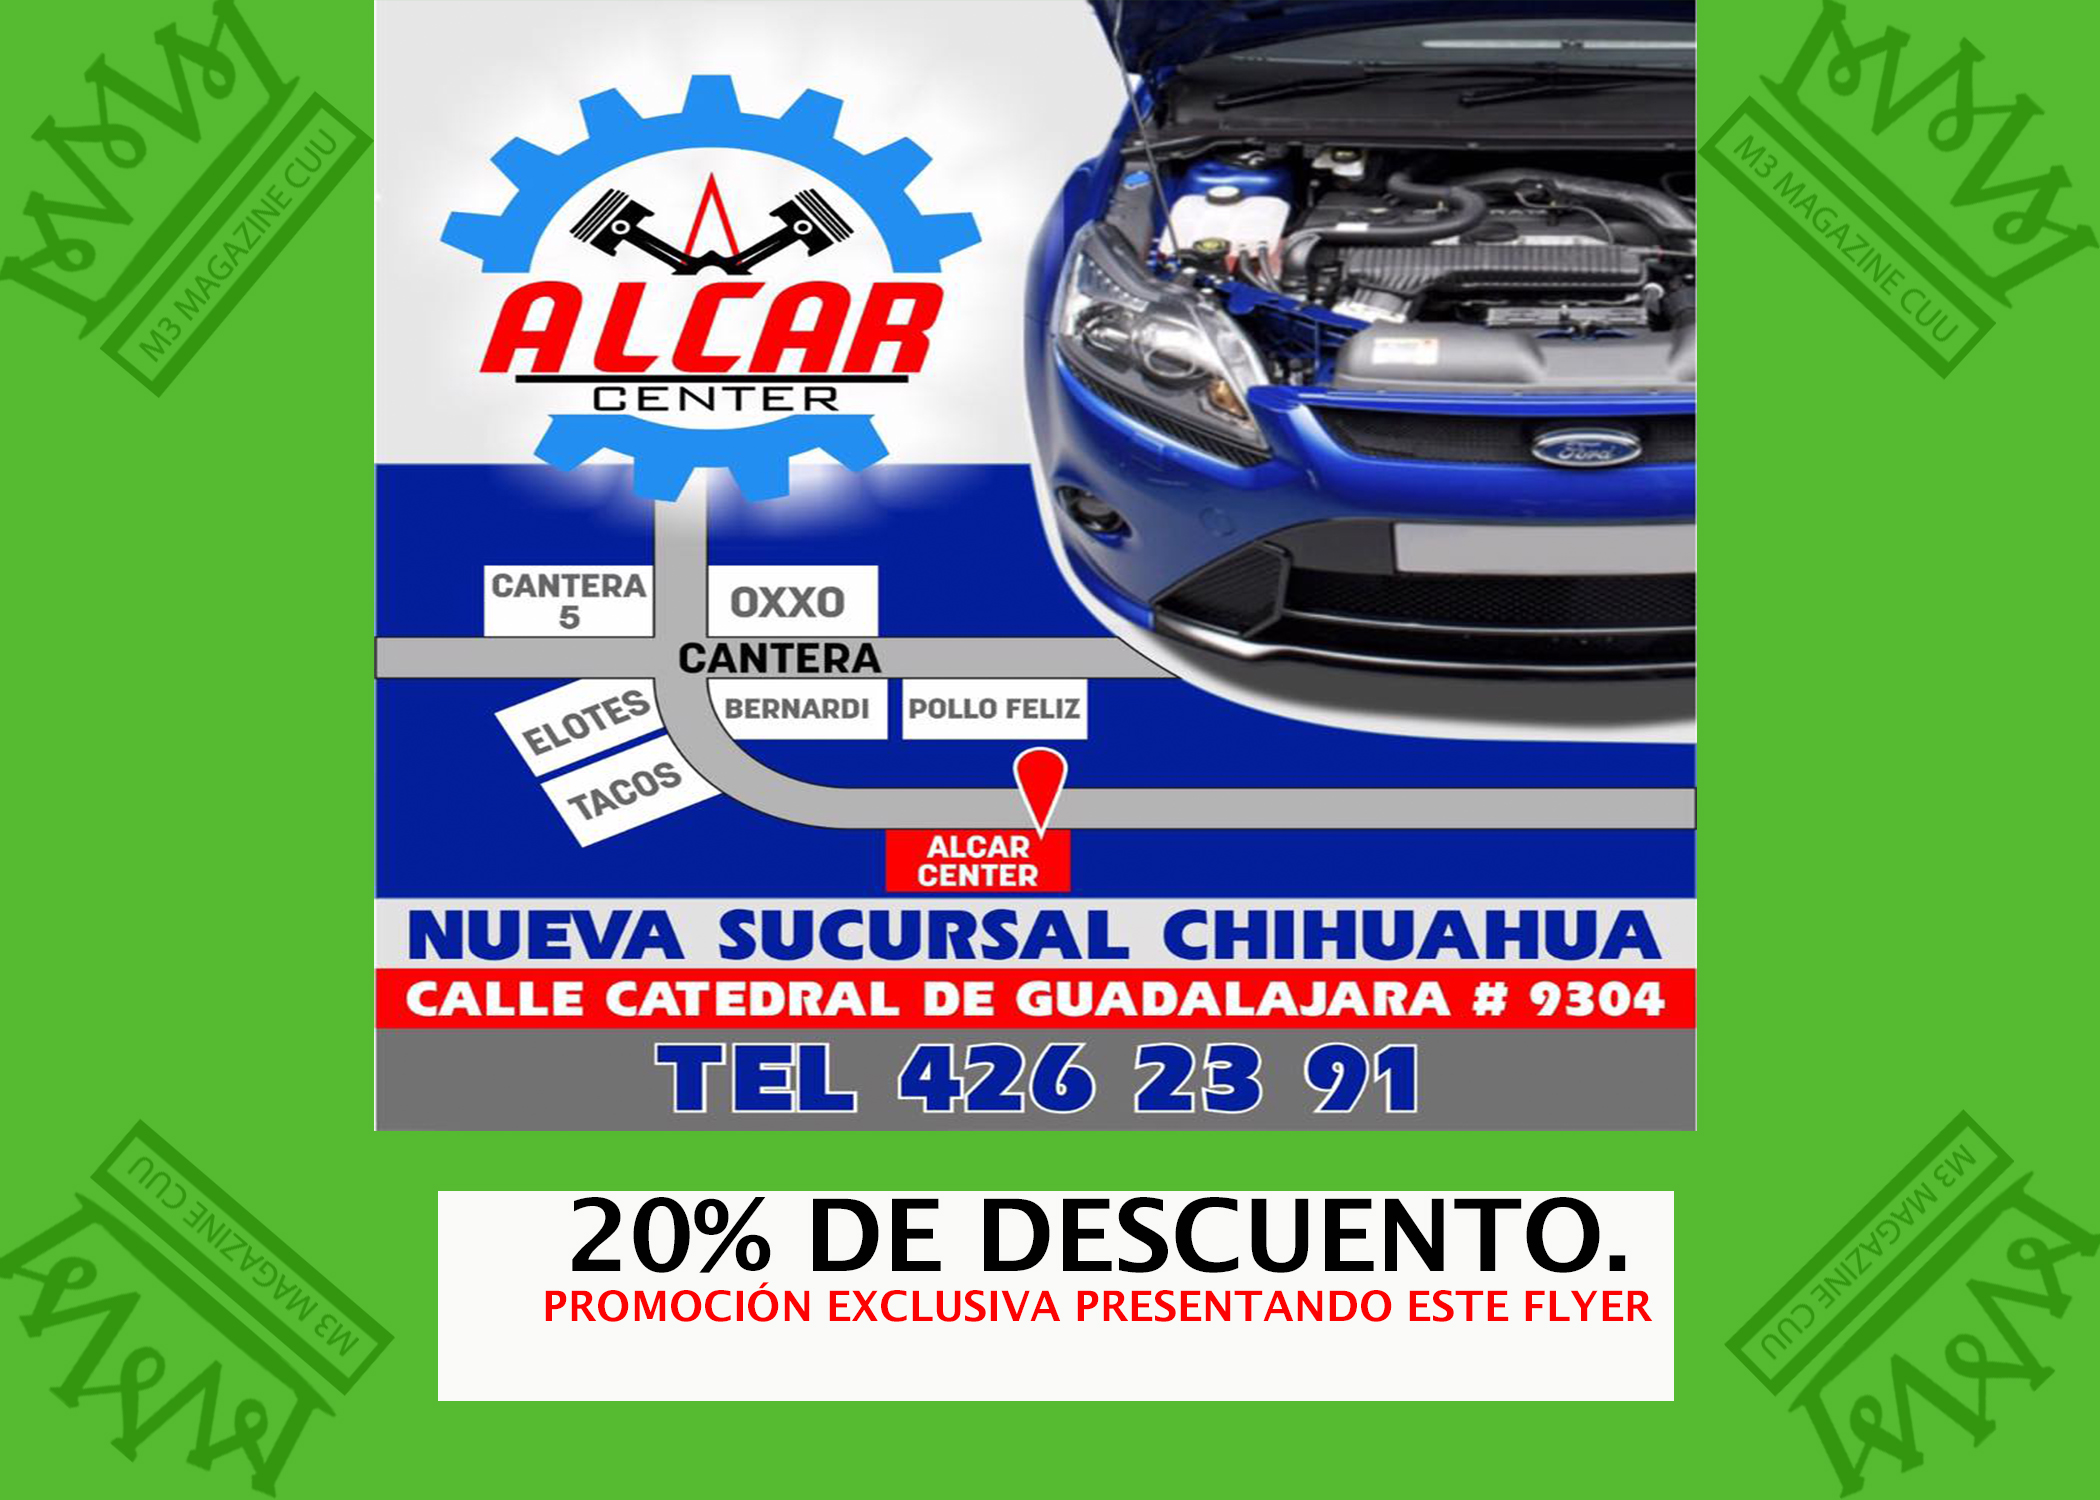 M3 MAGAZINE CUU
M3 MAGAZINE CUU
ALCAR
CENTER
Ford
CANTERA
5
OXXO
CANTERA
ELOTES
BERNARDI
POLLO FELIZ
TACOS
ALCAR
CENTER
NUEVA SUCURSAL CHIHUAHUA
CALLE CATEDRAL DE GUADALAJARA # 9304
TEL 426 23 91
M3 MAGAZINE CUU
M3 MAGAZINE CUU
20% DE DESCUENTO.
PROMOCIÓN EXCLUSIVA PRESENTANDO ESTE FLYER